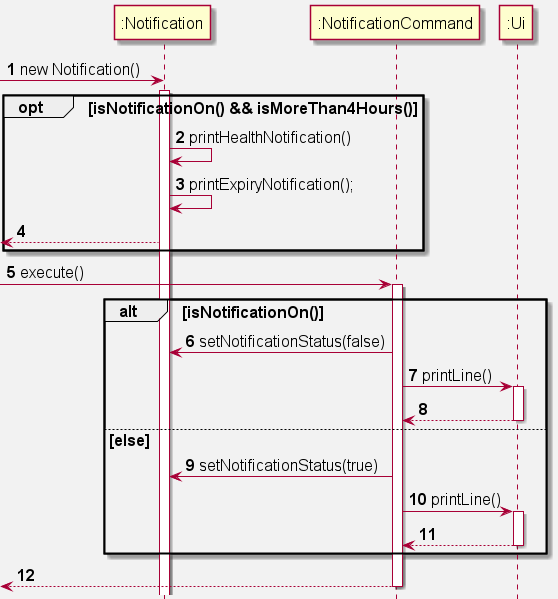 :Notification :NotificationCommand :Ui
1 new Notification()
opt [isNotificationOn() && isMoreThan4Hours()]
2 printHealthNotification()
3 printExpiryNotification();
4
5 execute()
alt [isNotificationOn()]
6 setNotificationStatus(false)
7 printLine()
8
[else]
9 setNotificationStatus(true)
10 printLine()
11
12